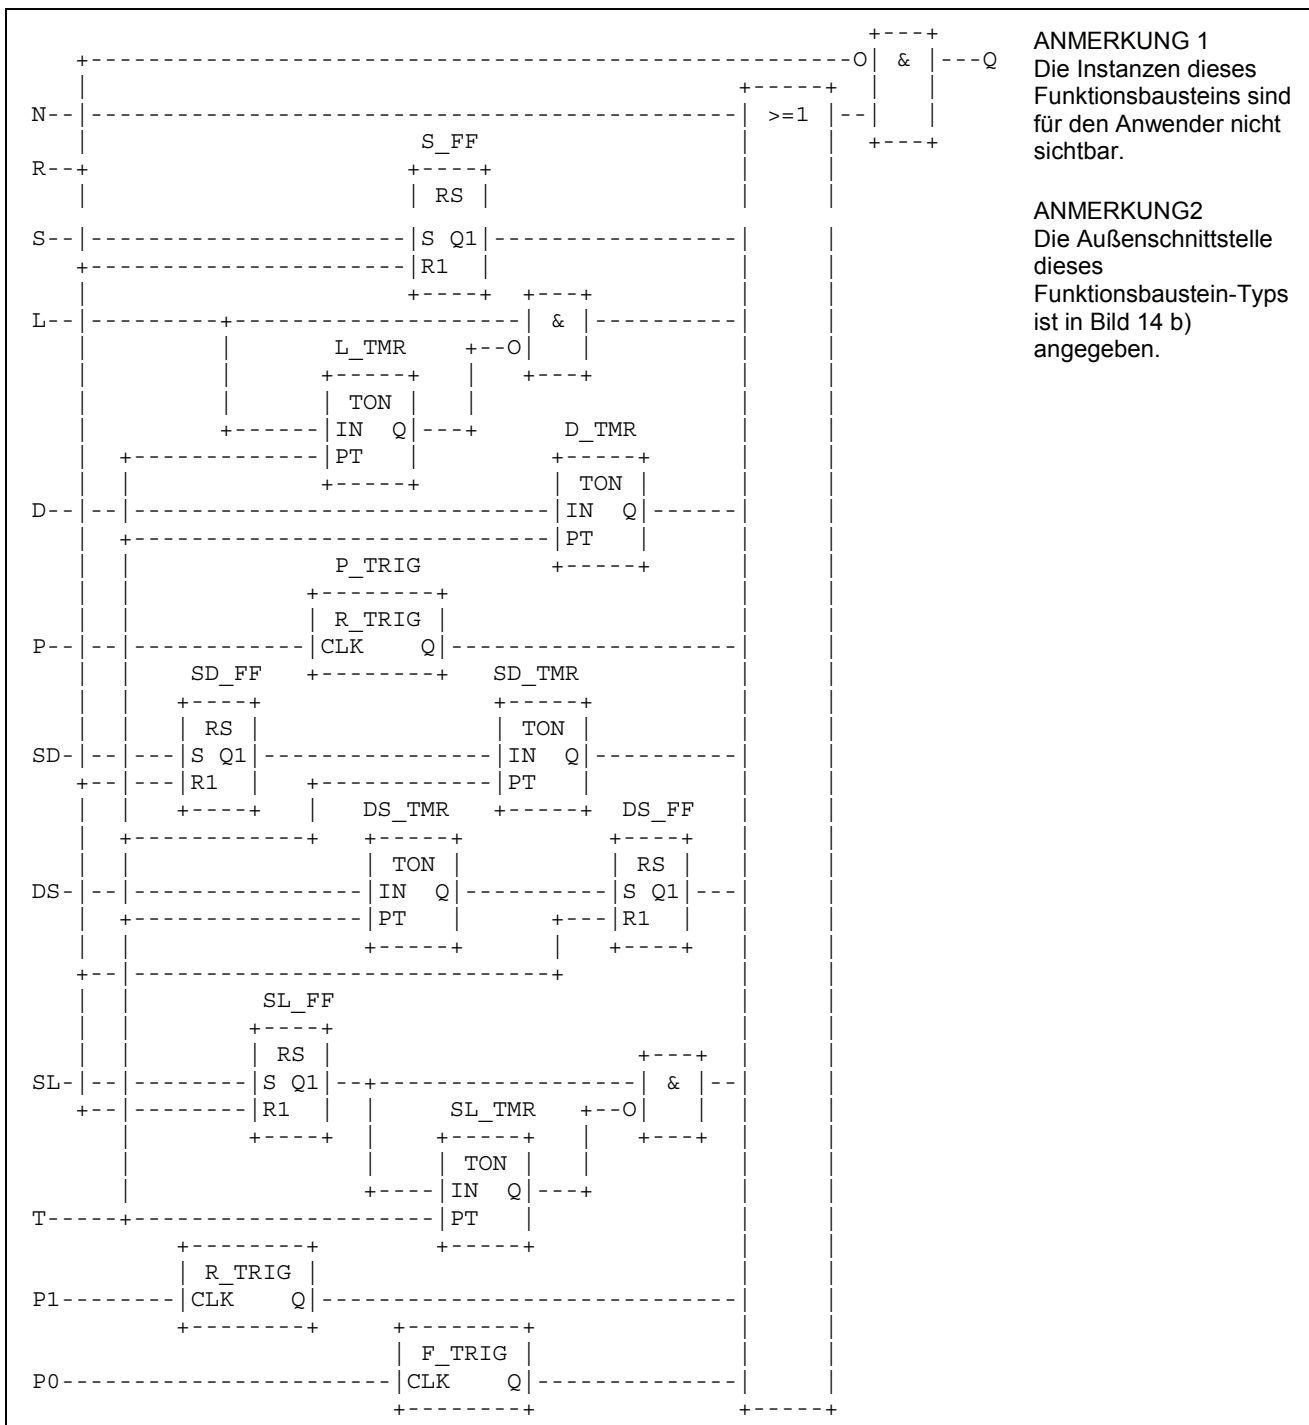 +---+
   +---------------------------------------------------O| & |---Q
   |                                            +-----+  |   |
N--|--------------------------------------------| >=1 |--|   |
   |                      S_FF                  |     |  +---+
R--+                     +----+                 |     |
   |                     | RS |                 |     |
S--|---------------------|S Q1|-----------------|     |
   +---------------------|R1  |                 |     |
   |                     +----+  +---+          |     |
L--|---------+-------------------| & |----------|     |
   |         |       L_TMR   +--O|   |          |     |
   |         |      +-----+  |   +---+          |     |
   |         |      | TON |  |                  |     |
   |         +------|IN  Q|---+      D_TMR      |     |
   |  +-------------|PT   |         +-----+     |     |
   |  |             +-----+         | TON |     |     |
D--|--|----------------------------|IN  Q|------|     |
   |  +----------------------------|PT   |      |     |
   |  |              P_TRIG         +-----+     |     |
   |  |            +--------+                   |     |
   |  |            | R_TRIG |                   |     |
P--|--|------------|CLK    Q|-------------------|     |
   |  |    SD_FF   +--------+   SD_TMR          |     |
   |  |   +----+                +-----+         |     |
   |  |   | RS |                | TON |         |     |
SD-|--|---|S Q1|----------------|IN  Q|---------|     |
   +--|---|R1  |   +------------|PT   |         |     |
   |  |   +----+   |   DS_TMR   +-----+  DS_FF  |     |
   |  +------------+   +-----+          +----+  |     |
   |  |                | TON |          | RS |  |     |
DS-|--|----------------|IN  Q|----------|S Q1|---|     |
   |  +----------------|PT   |      +---|R1  |  |     |
   |  |                +-----+      |   +----+  |     |
   +--|-----------------------------+           |     |
   |  |         SL_FF                           |     |
   |  |        +----+                           |     |
   |  |        | RS |                    +---+  |     |
SL-|--|--------|S Q1|--+------------------| & |--|     |
   +--|--------|R1  |  |     SL_TMR   +--O|   |  |     |
      |        +----+  |    +-----+   |   +---+  |     |
      |                |    | TON |   |          |     |
      |                +----|IN  Q|---+          |     |
T-----+---------------------|PT   |              |     |
          +--------+        +-----+              |     |
          | R_TRIG |                             |     |
P1--------|CLK    Q|----------------------------|     |
          +--------+     +--------+              |     |
                         | F_TRIG |              |     |
P0----------------------|CLK    Q|--------------|     |
                         +--------+              +-----+
ANMERKUNG 1
Die Instanzen dieses
Funktionsbausteins sind
für den Anwender nicht
sichtbar.
ANMERKUNG2
Die Außenschnittstelle
dieses
Funktionsbaustein-Typs
ist in Bild 14 b)
angegeben.